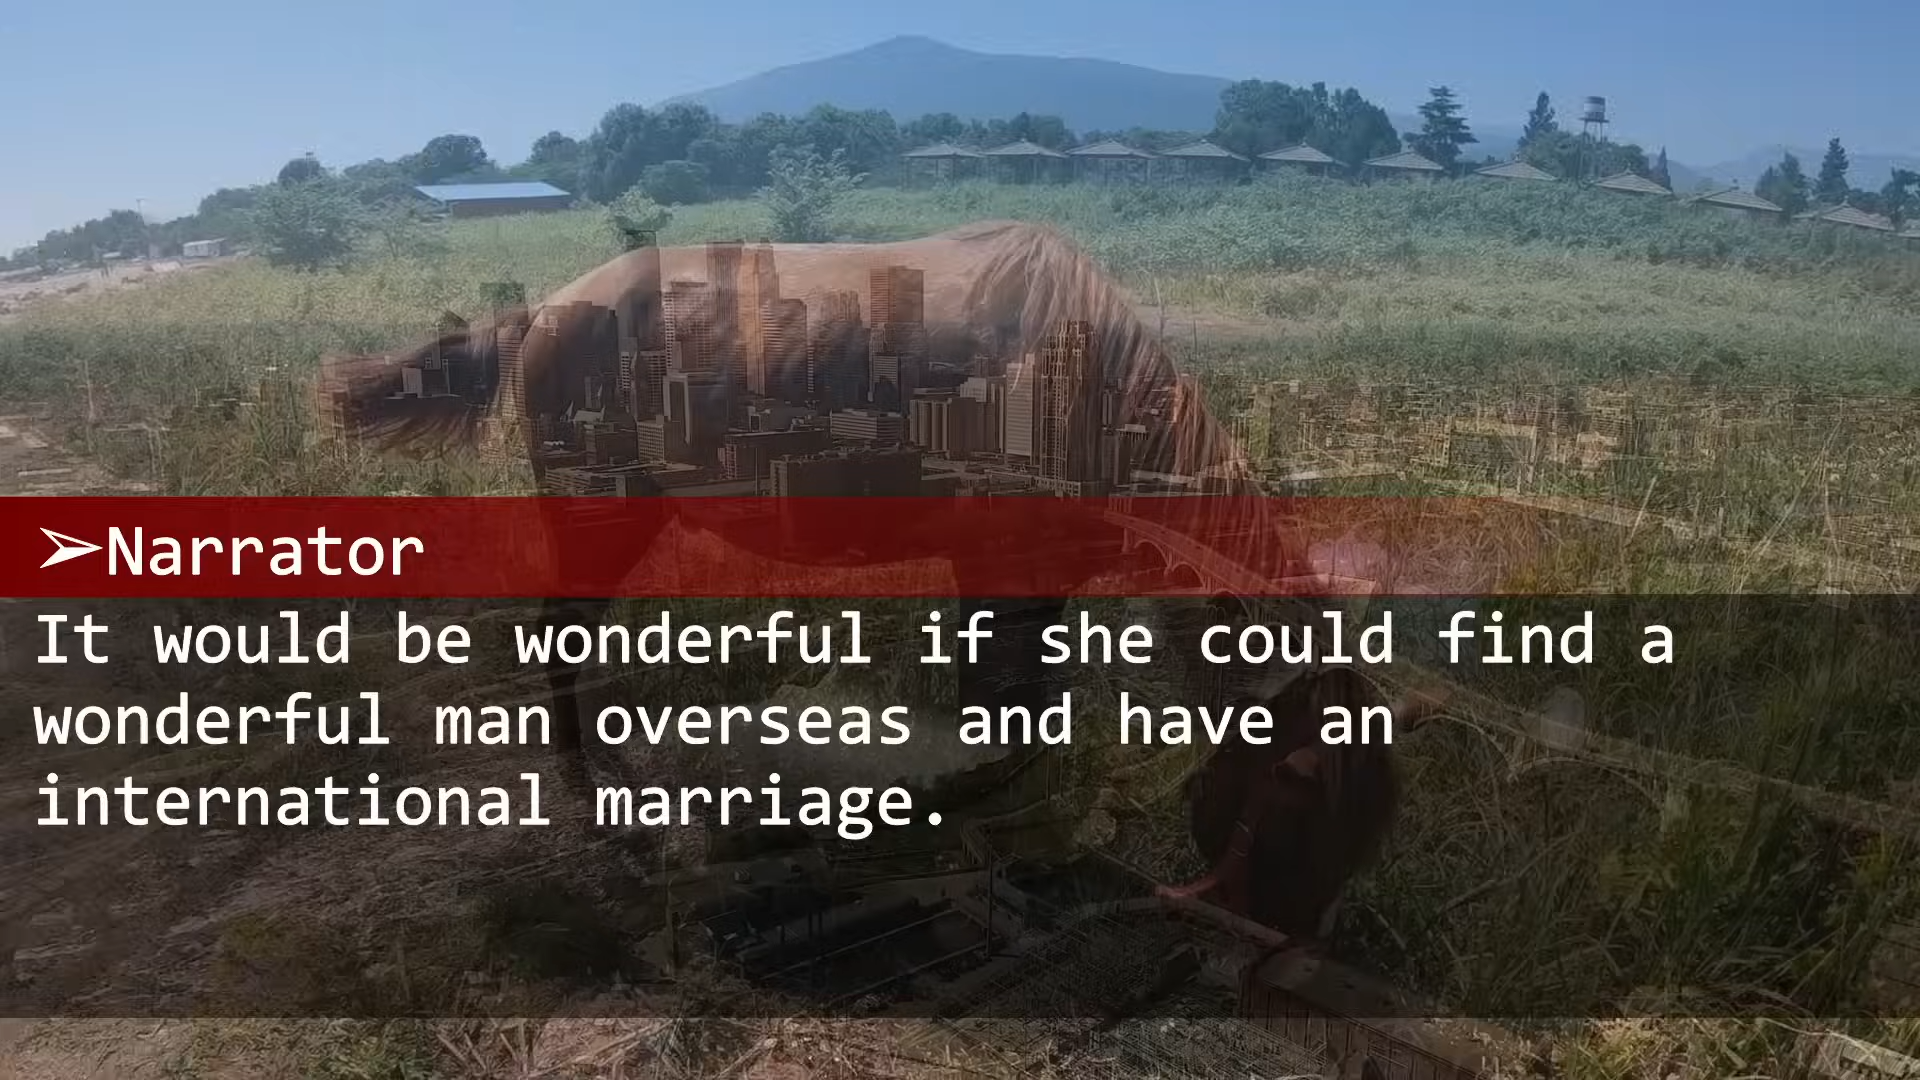 ➢Narrator
It would be wonderful if she could find a
wonderful man overseas and have an
international marriage.